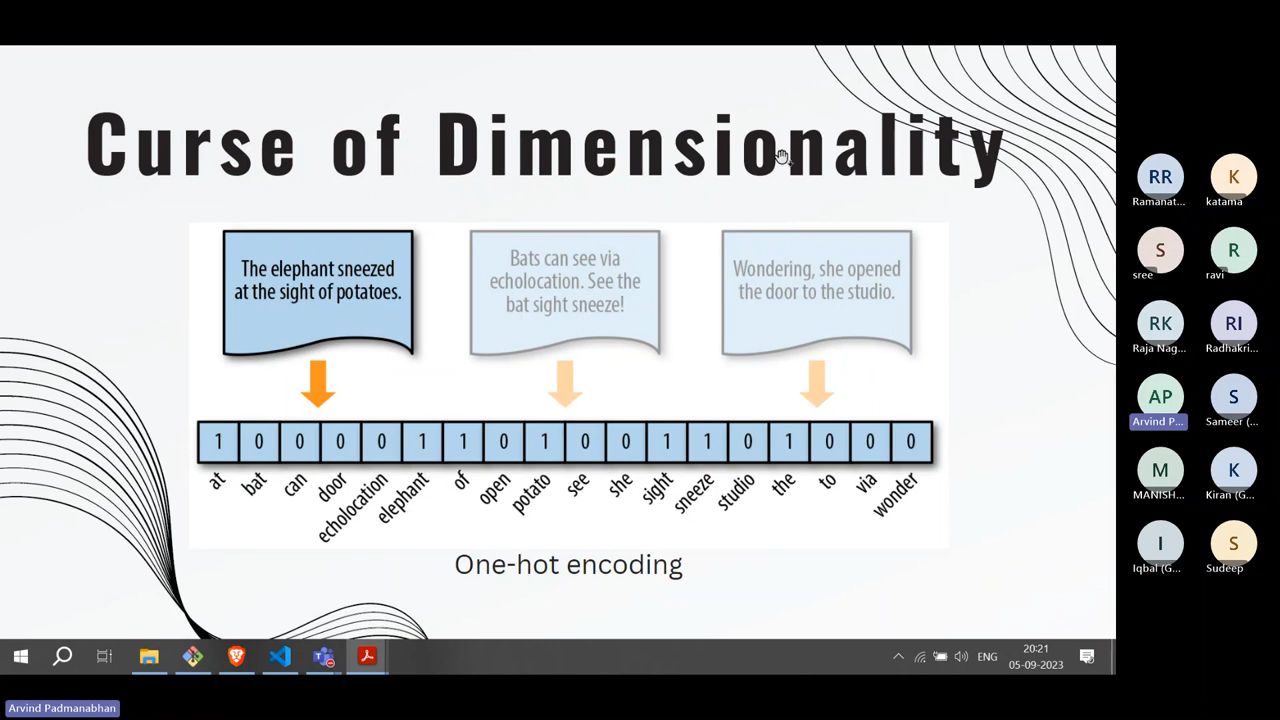 Curse of Dimensionality
The elephant sneezed
at the sight of potatoes.
Bats can see via
echolocation. See the
bat sight sneeze!
Wondering, she opened
the door to the studio.
1 0 0 0 0 1 1 0 1 0 0 1 1 0 1 0 0 0
at bat can door echolocation elephant of open potato see she sight sneeze studio the to via wonder
One-hot encoding
RR K
Ramanat... katama
S R
sree ravi
RK RI
Raja Nag... Radhakri...
AP S
Arvind P... Sameer (...
M K
MANISH... Kiran (G...
I S
Iqbal (G... Sudeep
ENG
20:21
05-09-2023
Arvind Padmanabhan